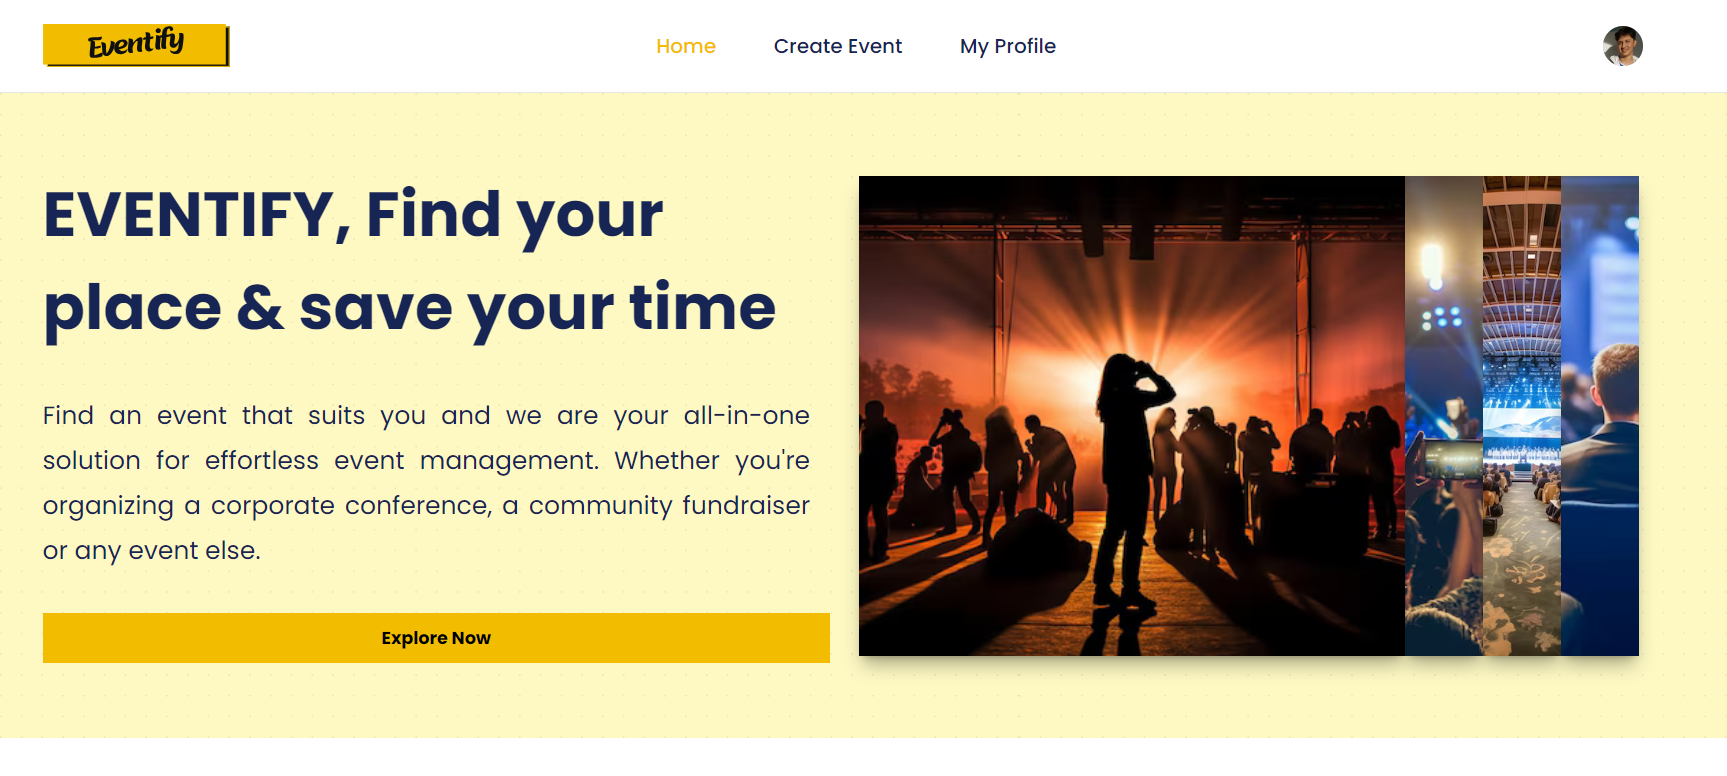 Eventify
Home
Create Event
My Profile
EVENTIFY, Find your
place & save your time
Find an event that suits you and we are your all-in-one
solution for effortless event management. Whether you're
organizing a corporate conference, a community fundraiser
or any event else.
Explore Now